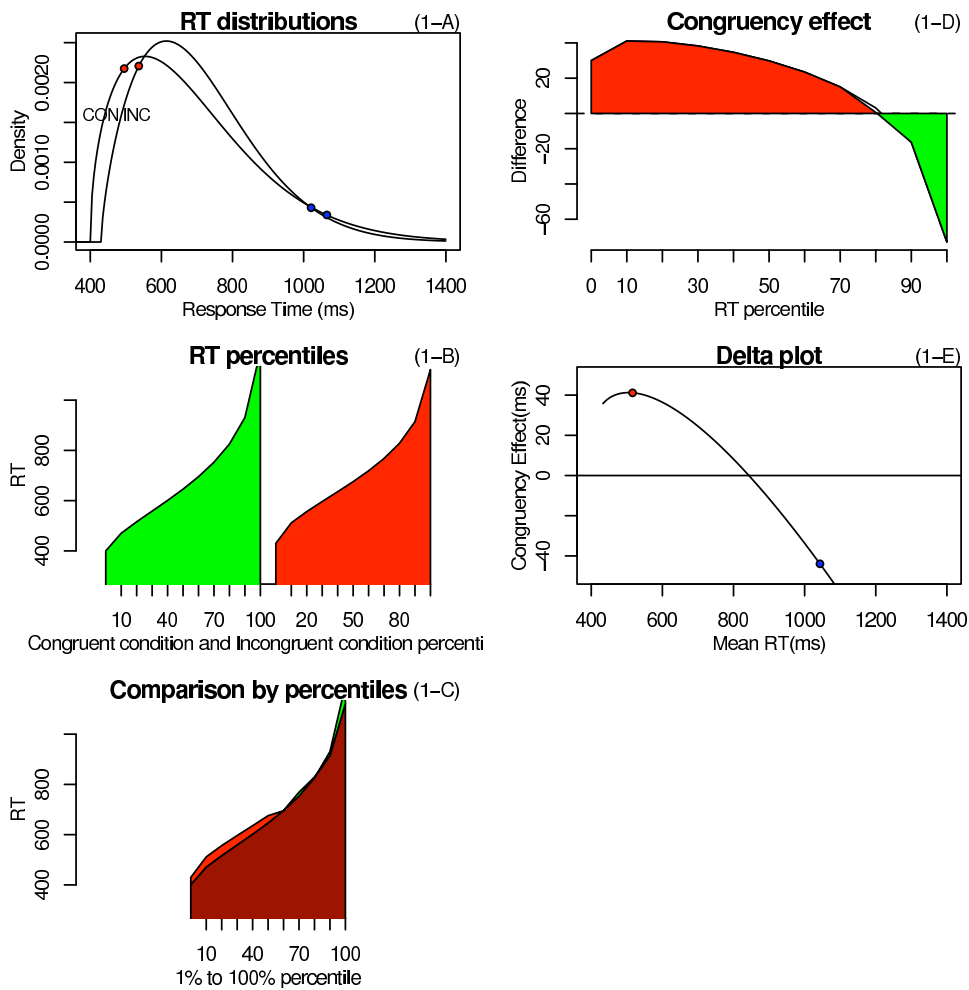 RT distributions (1−A)
Density
0.0000 0.0010 0.0020
CON INC
400 600 800 1000 1200 1400
Response Time (ms)
Congruency effect (1−D)
Difference
−60 −20 20
0 10 30 50 70 90
RT percentile
RT percentiles (1−B)
RT
400 600 800
10 40 70 100 20 50 80
Congruent condition and Incongruent condition percenti
Delta plot (1−E)
Congruency Effect(ms)
−40 0 20 40
400 600 800 1000 1200 1400
Mean RT(ms)
Comparison by percentiles (1−C)
RT
400 600 800
10 40 70 100
1% to 100% percentile